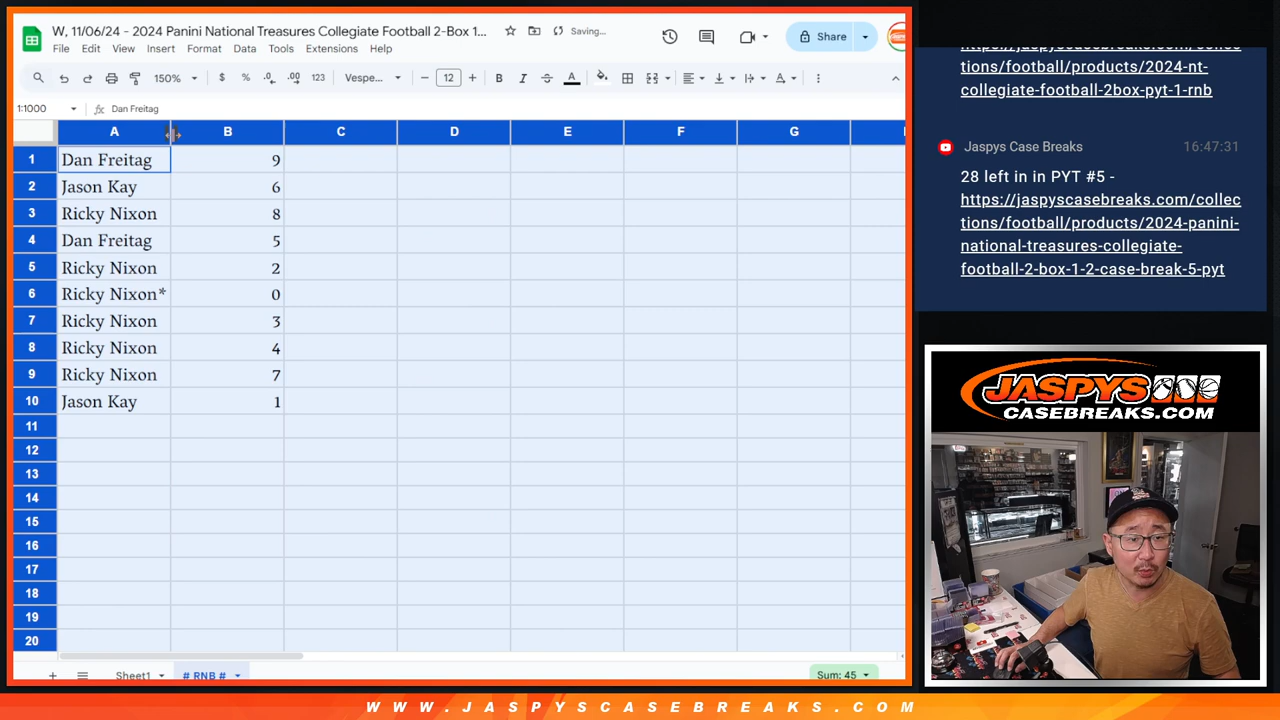 W, 11/06/24 - 2024 Panini National Treasures Collegiate Football 2-Box 1...
Saving...
Share
File Edit View Insert Format Data Tools Extensions Help
150% $ % .0 .00 123 Vespe... 12 B I A
1:1000 fx Dan Freitag
A B C D E F G
1 Dan Freitag 9
2 Jason Kay 6
3 Ricky Nixon 8
4 Dan Freitag 5
5 Ricky Nixon 2
6 Ricky Nixon* 0
7 Ricky Nixon 3
8 Ricky Nixon 4
9 Ricky Nixon 7
10 Jason Kay 1
11
12
13
14
15
16
17
18
19
20
Sheet1 # RNB # Sum: 45
tions/football/products/2024-nt-
collegiate-football-2box-pyt-1-rnb
Jaspys Case Breaks 16:47:31
28 left in in PYT #5 -
https://jaspyscasebreaks.com/collec
tions/football/products/2024-panini-
national-treasures-collegiate-
football-2-box-1-2-case-break-5-pyt
JASPYS
CASEBREAKS.COM
WWW.JASPYSCASEBREAKS.COM